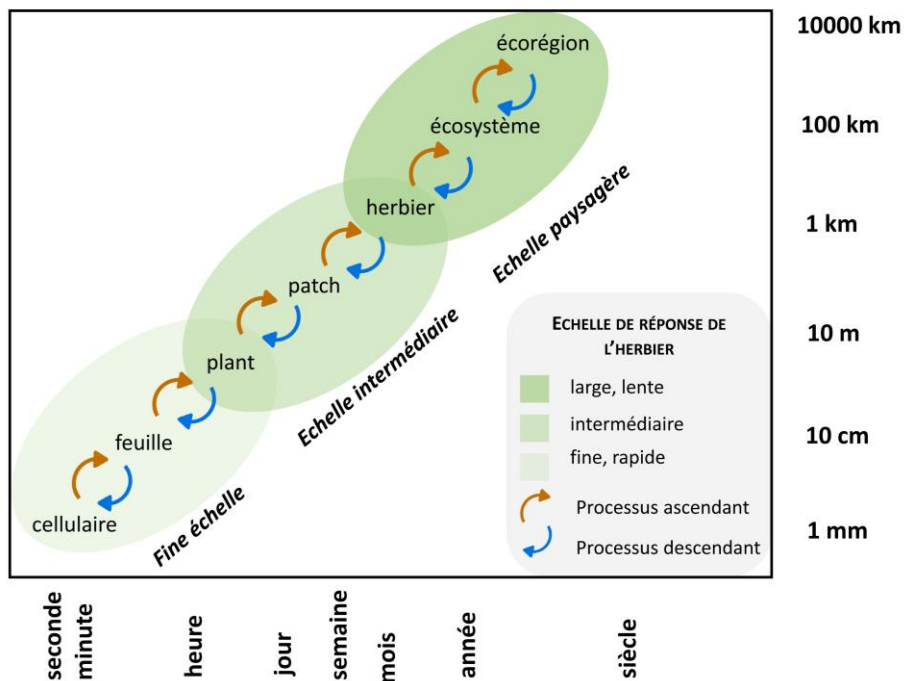 10000 km
écorégion
100 km
écosystème
herbier
1 km
Echelle paysagère
patch
10 m
plant
Echelle intermédiaire
feuille
10 cm
cellulaire
Fine échelle
1 mm
ECHELLE DE RÉPONSE DE
L'HERBIER
large, lente
intermédiaire
fine, rapide
Processus ascendant
Processus descendant
seconde
minute
heure
jour
semaine
mois
année
siècle